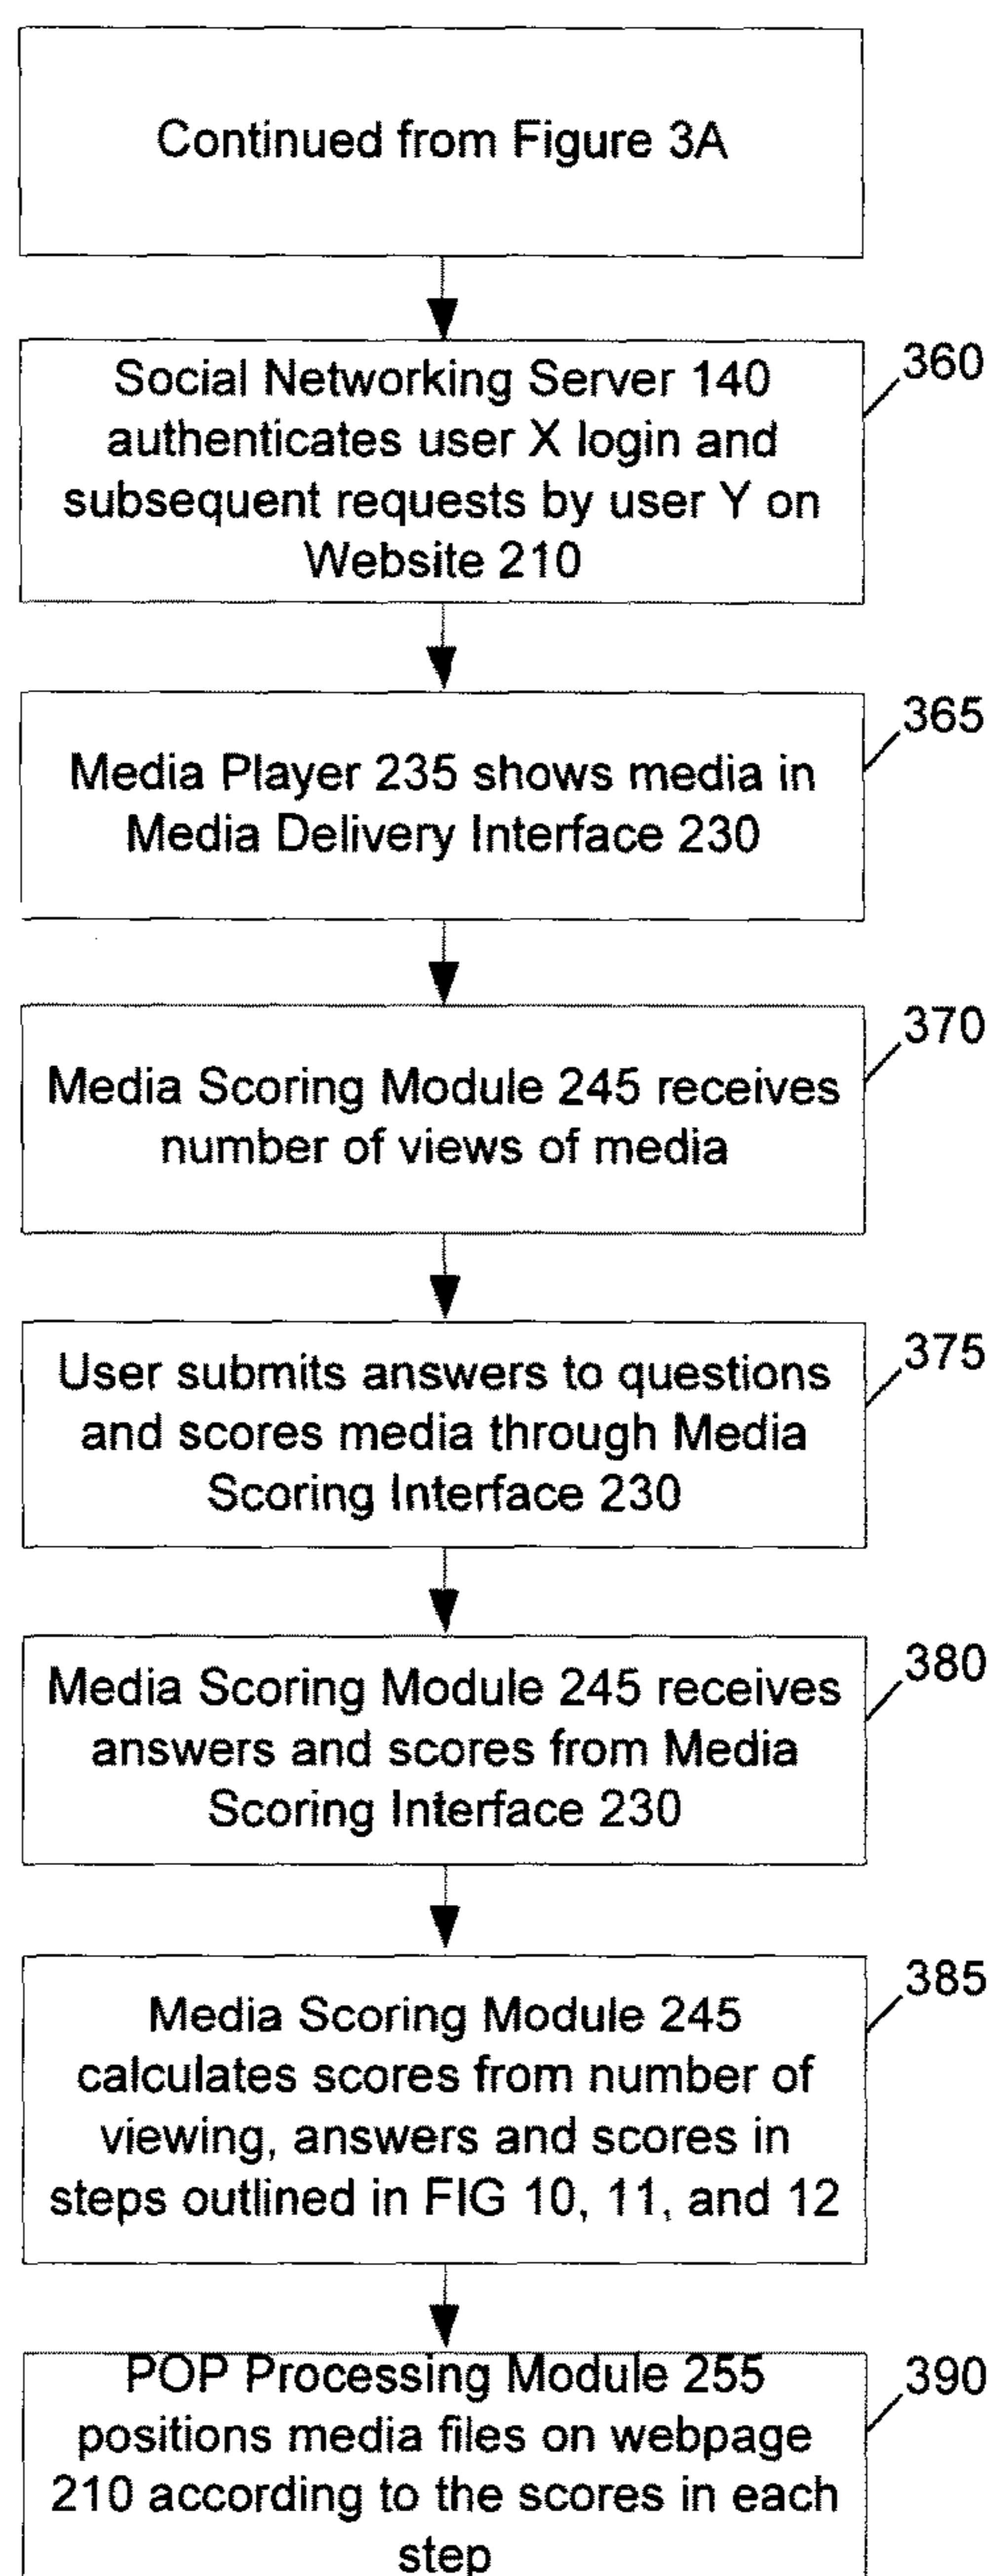 Continued from Figure 3A
360
Social Networking Server 140
authenticates user X login and
subsequent requests by user Y on
Website 210
365
Media Player 235 shows media in
Media Delivery Interface 230
370
Media Scoring Module 245 receives
number of views of media
375
User submits answers to questions
and scores media through Media
Scoring Interface 230
380
Media Scoring Module 245 receives
answers and scores from Media
Scoring Interface 230
385
Media Scoring Module 245
calculates scores from number of
viewing, answers and scores in
steps outlined in FIG 10, 11, and 12
390
POP Processing Module 255
positions media files on webpage
210 according to the scores in each
step